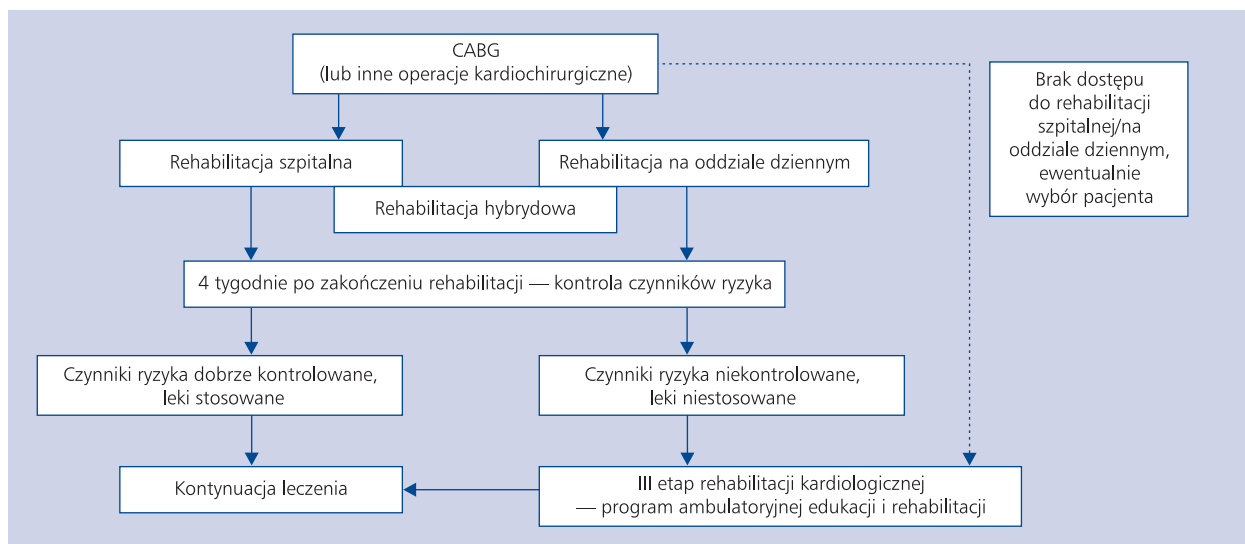 CABG
(lub inne operacje kardiochirurgiczne)
Brak dostępu
do rehabilitacji
szpitalnej/na
oddziale dziennym,
ewentualnie
wybór pacjenta
Rehabilitacja szpitalna
Rehabilitacja na oddziale dziennym
Rehabilitacja hybrydowa
4 tygodnie po zakończeniu rehabilitacji — kontrola czynników ryzyka
Czynniki ryzyka dobrze kontrolowane,
leki stosowane
Czynniki ryzyka niekontrolowane,
leki niestosowane
Kontynuacja leczenia
III etap rehabilitacji kardiologicznej
— program ambulatoryjnej edukacji i rehabilitacji